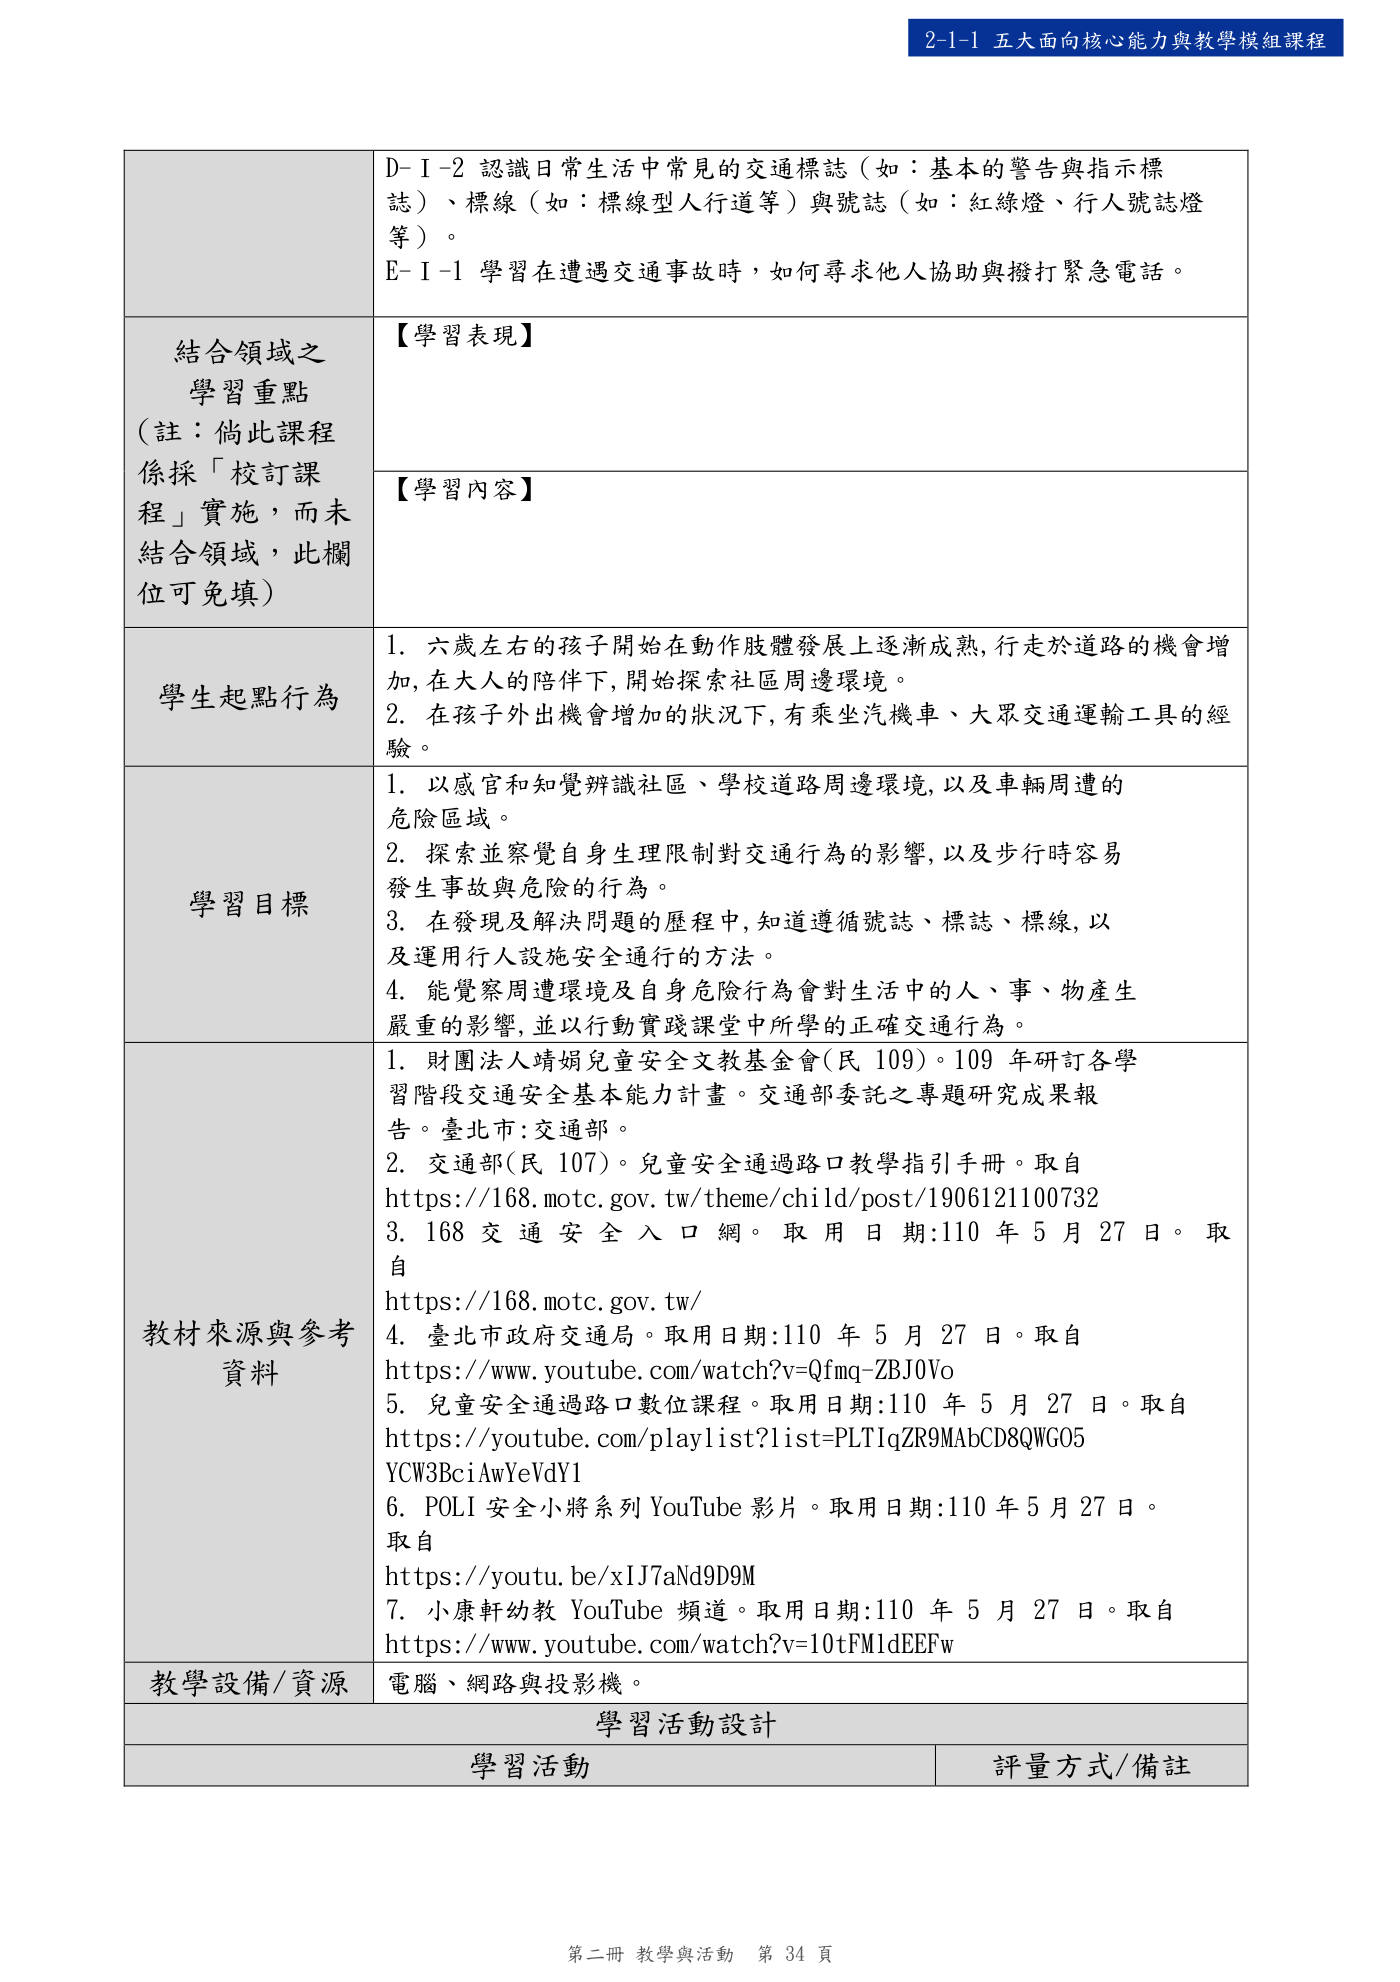 2-1-1 五大面向核心能力與教學模組課程
D-Ⅰ-2 認識日常生活中常見的交通標誌（如：基本的警告與指示標
誌）、標線（如：標線型人行道等）與號誌（如：紅綠燈、行人號誌燈
等）。
E-Ⅰ-1 學習在遭遇交通事故時，如何尋求他人協助與撥打緊急電話。
結合領域之
學習重點
(註：倘此課程
係採「校訂課
程」實施，而未
結合領域，此欄
位可免填)
【學習表現】
【學習內容】
學生起點行為
1. 六歲左右的孩子開始在動作肢體發展上逐漸成熟,行走於道路的機會增
加,在大人的陪伴下,開始探索社區周邊環境。
2. 在孩子外出機會增加的狀況下,有乘坐汽機車、大眾交通運輸工具的經
驗。
學習目標
1. 以感官和知覺辨識社區、學校道路周邊環境,以及車輛周遭的
危險區域。
2. 探索並察覺自身生理限制對交通行為的影響,以及步行時容易
發生事故與危險的行為。
3. 在發現及解決問題的歷程中,知道遵循號誌、標誌、標線,以
及運用行人設施安全通行的方法。
4. 能覺察周遭環境及自身危險行為會對生活中的人、事、物產生
嚴重的影響,並以行動實踐課堂中所學的正確交通行為。
教材來源與參考
資料
1. 財團法人靖娟兒童安全文教基金會(民 109)。109 年研訂各學
習階段交通安全基本能力計畫。交通部委託之專題研究成果報
告。臺北市:交通部。
2. 交通部(民 107)。兒童安全通過路口教學指引手冊。取自
https://168.motc.gov.tw/theme/child/post/1906121100732
3. 168 交 通 安 全 入 口 網。 取 用 日 期:110 年 5 月 27 日。 取
自
https://168.motc.gov.tw/
4. 臺北市政府交通局。取用日期:110 年 5 月 27 日。取自
https://www.youtube.com/watch?v=Qfmq-ZBJ0Vo
5. 兒童安全通過路口數位課程。取用日期:110 年 5 月 27 日。取自
https://youtube.com/playlist?list=PLTIqZR9MAbCD8QWGO5
YCW3BciAwYeVdY1
6. POLI 安全小將系列 YouTube 影片。取用日期:110 年 5 月 27 日。
取自
https://youtu.be/xIJ7aNd9D9M
7. 小康軒幼教 YouTube 頻道。取用日期:110 年 5 月 27 日。取自
https://www.youtube.com/watch?v=10tFM1dEEFw
教學設備/資源
電腦、網路與投影機。
學習活動設計
學習活動
評量方式/備註
第二冊 教學與活動 第 34 頁